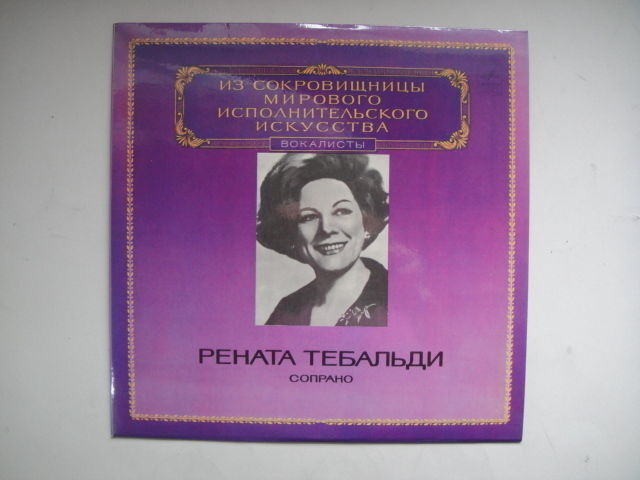 ИЗ СОКРОВИЩНИЦЫ
МИРОВОГО
ИСПОЛНИТЕЛЬСКОГО
ИСКУССТВА
ВОКАЛИСТЫ
РЕНАТА ТЕБАЛЬДИ
СОПРАНО